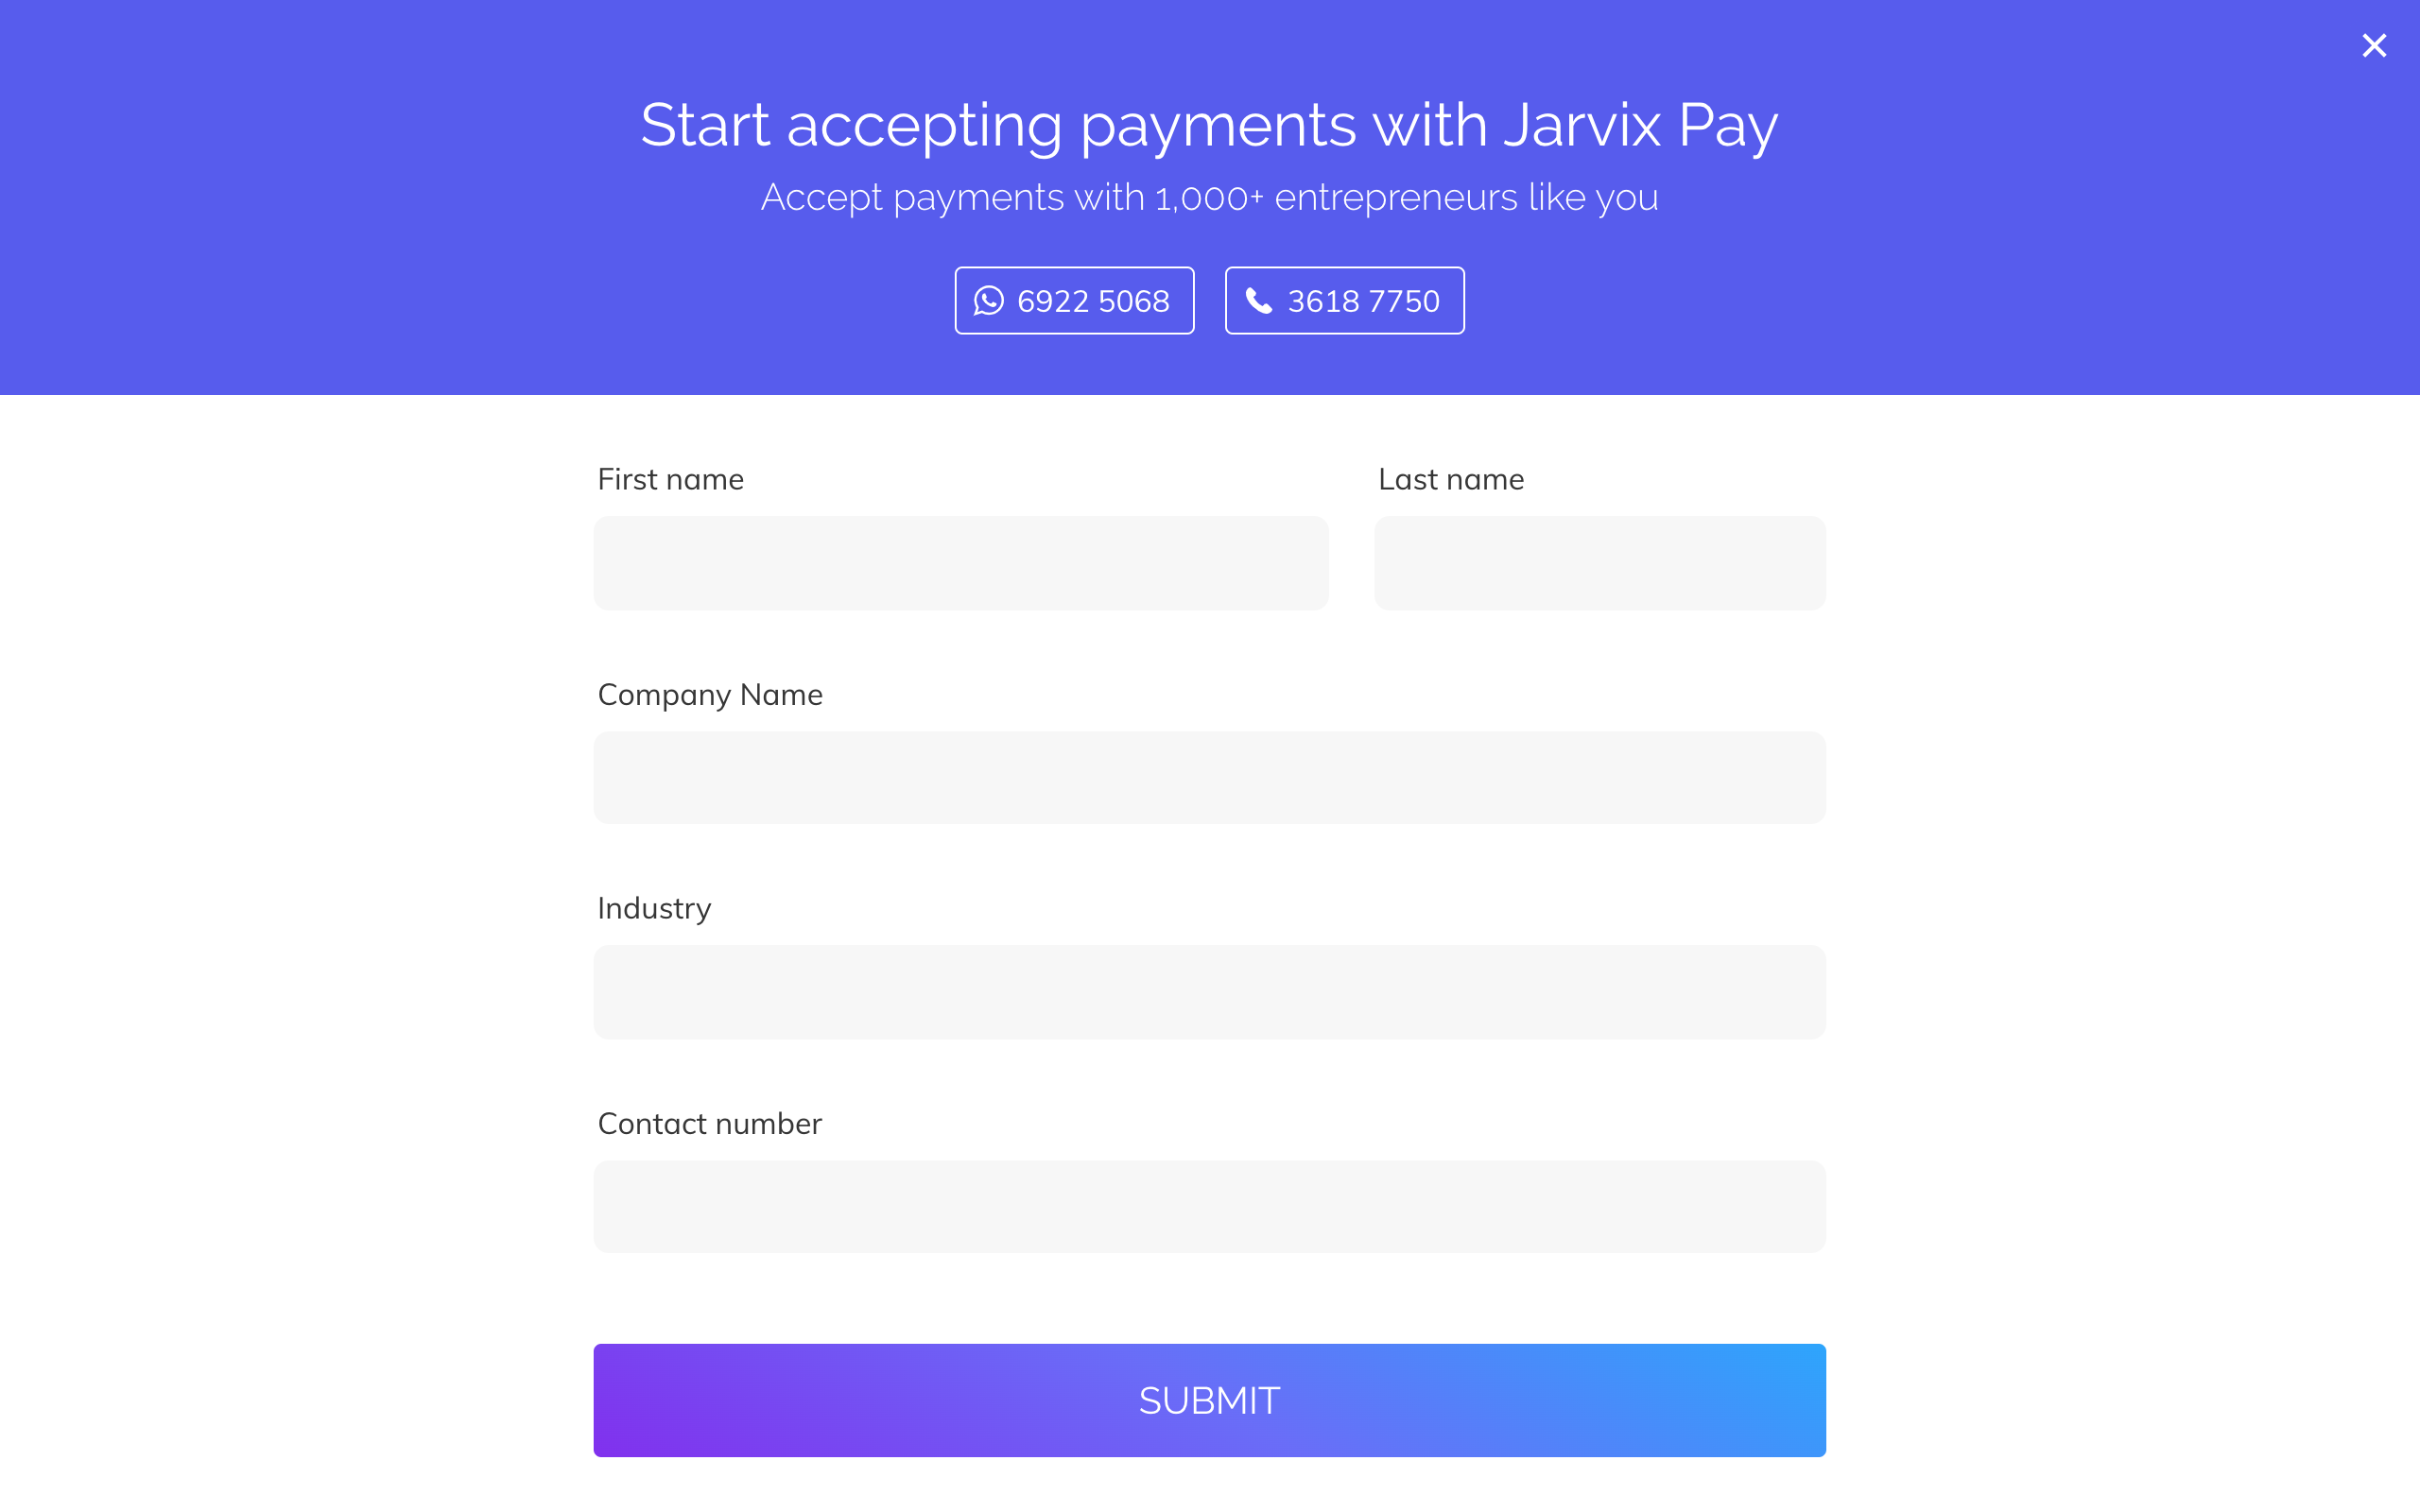 Start accepting payments with Jarvix Pay
Accept payments with 1,000+ entrepreneurs like you
6922 5068
3618 7750
First name
Last name
Company Name
Industry
Contact number
SUBMIT